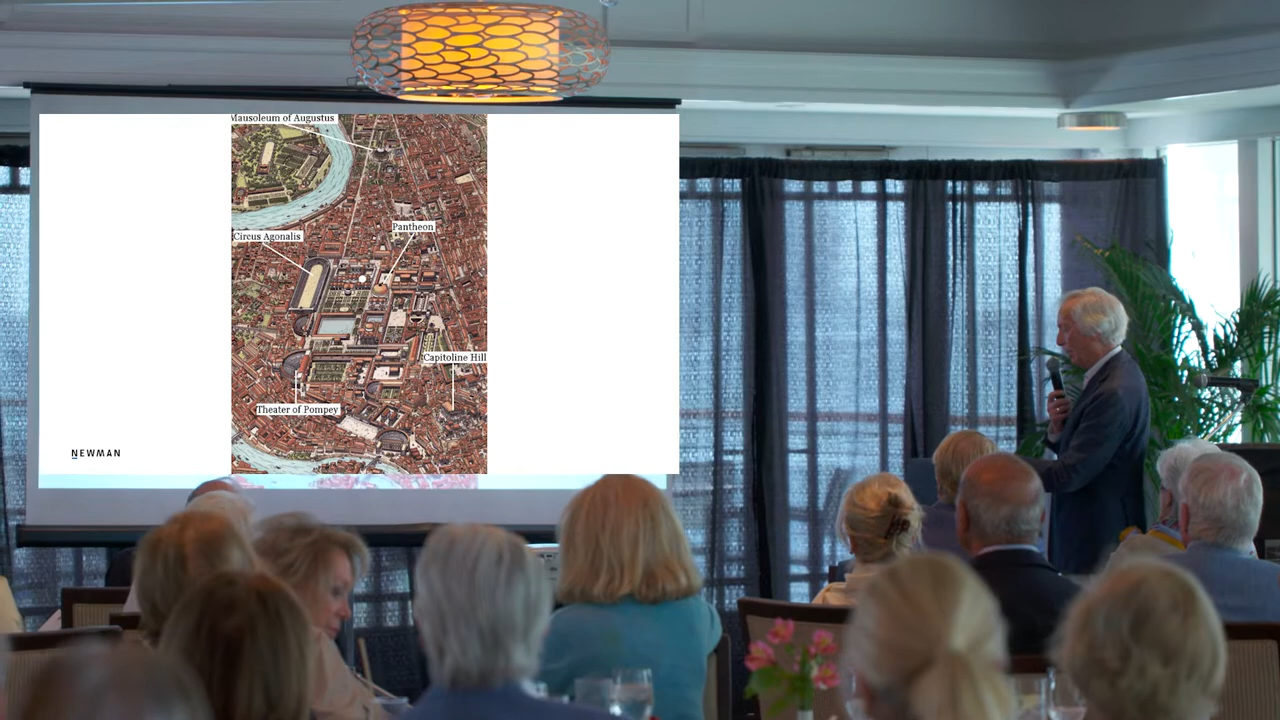 Mausoleum of Augustus
Pantheon
Circus Agonalis
Capitoline Hill
Theater of Pompey
NEWMAN